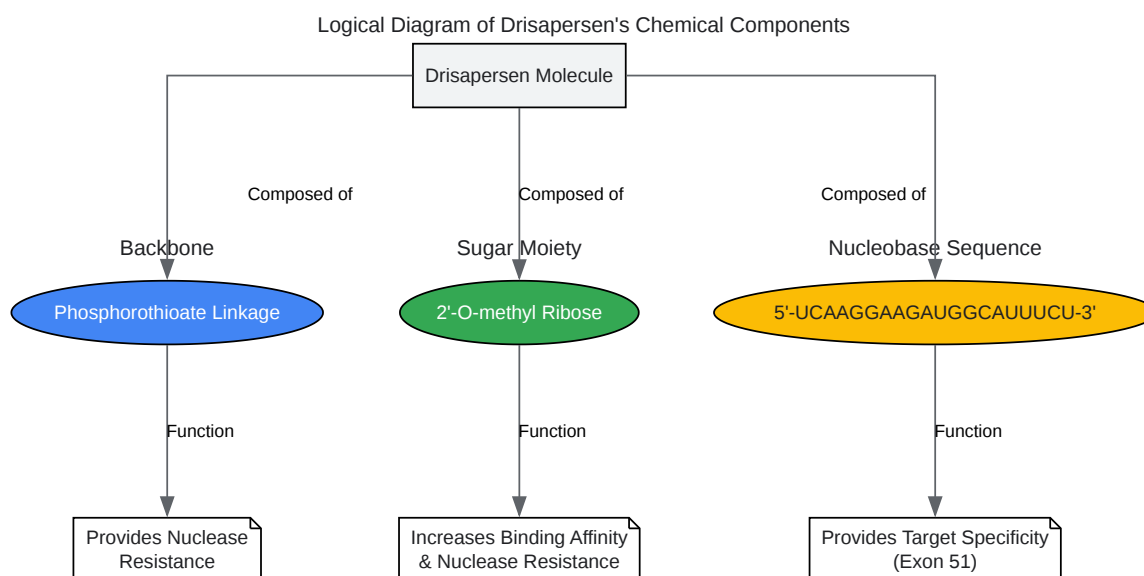 Logical Diagram of Drisapersen's Chemical Components
Drisapersen Molecule
Composed of
Composed of
Composed of
Backbone
Sugar Moiety
Nucleobase Sequence
Phosphorothioate Linkage
2'-O-methyl Ribose
5'-UCAAGGAAGAUGGCAUUUCU-3'
Function
Function
Function
Provides Nuclease
Resistance
Increases Binding Affinity
& Nuclease Resistance
Provides Target Specificity
(Exon 51)